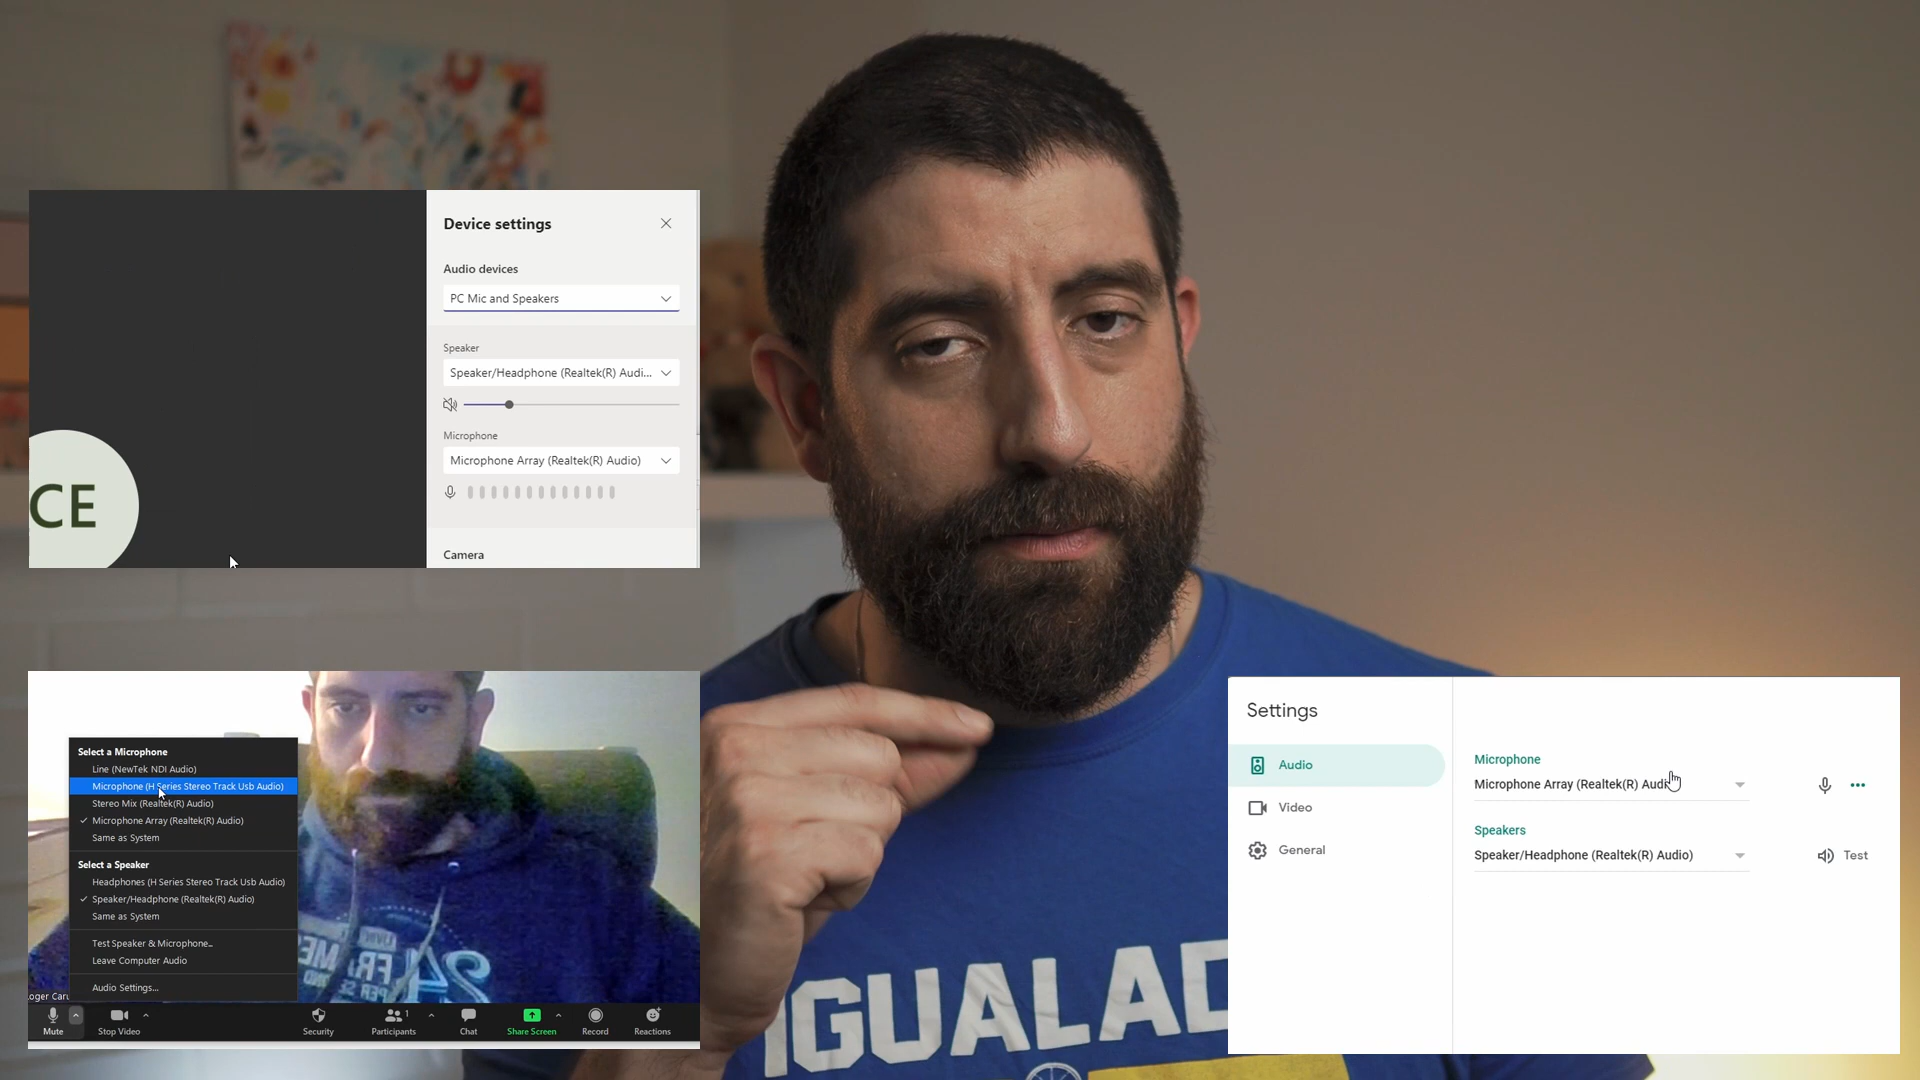 Device settings
Audio devices
PC Mic and Speakers
Speaker
Speaker/Headphone (Realtek(R) Audi...
Microphone
Microphone Array (Realtek(R) Audio)
CE
Camera
Select a Microphone
Line (NewTek NDI Audio)
Microphone (H Series Stereo Track Usb Audio)
Stereo Mix (Realtek(R) Audio)
Microphone Array (Realtek(R) Audio)
Same as System
Select a Speaker
Headphones (H Series Stereo Track Usb Audio)
Speaker/Headphone (Realtek(R) Audio)
Same as System
Test Speaker & Microphone...
Leave Computer Audio
Audio Settings...
Mute
Stop Video
Security
Participants
1
Chat
Share Screen
Record
Reactions
IGUALAD
Settings
Audio
Video
General
Microphone
Microphone Array (Realtek(R) Audio)
Speakers
Speaker/Headphone (Realtek(R) Audio)
Test